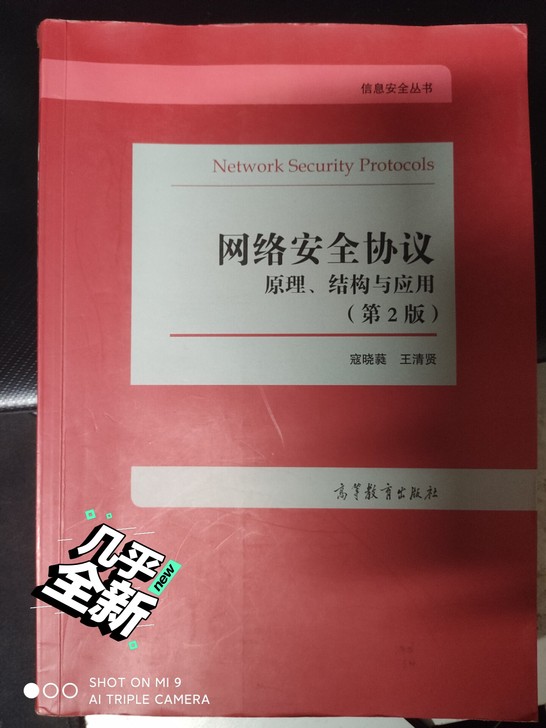 信息安全丛书
Network Security Protocols
网络安全协议
原理、结构与应用
（第2版）
寇晓蕤 王清贤
高等教育出版社
几乎
全新
new
SHOT ON MI 9
AI TRIPLE CAMERA